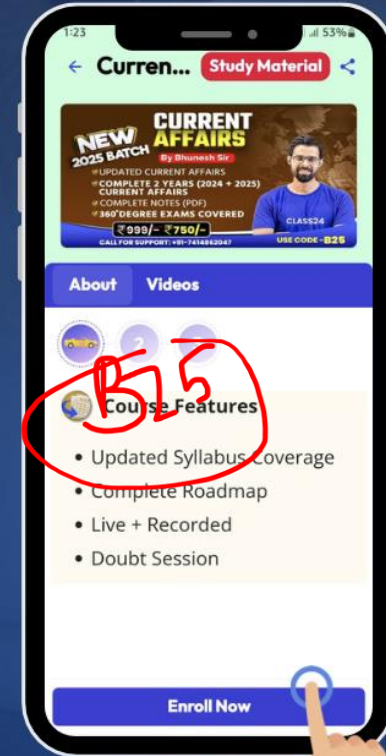 1:23
53%
Curren... Study Material
NEW
2025 BATCH
CURRENT
AFFAIRS
By Bhunesh Sir
UPDATED CURRENT AFFAIRS
COMPLETE 2 YEARS (2024 + 2025)
CURRENT AFFAIRS
COMPLETE NOTES (PDF)
360°DEGREE EXAMS COVERED
₹999/- ₹750/-
CALL FOR SUPPORT: +91-7414862047
CLASS24
USE CODE - B25
About Videos
2
B25
Course Features
• Updated Syllabus Coverage
• Complete Roadmap
• Live + Recorded
• Doubt Session
Enroll Now